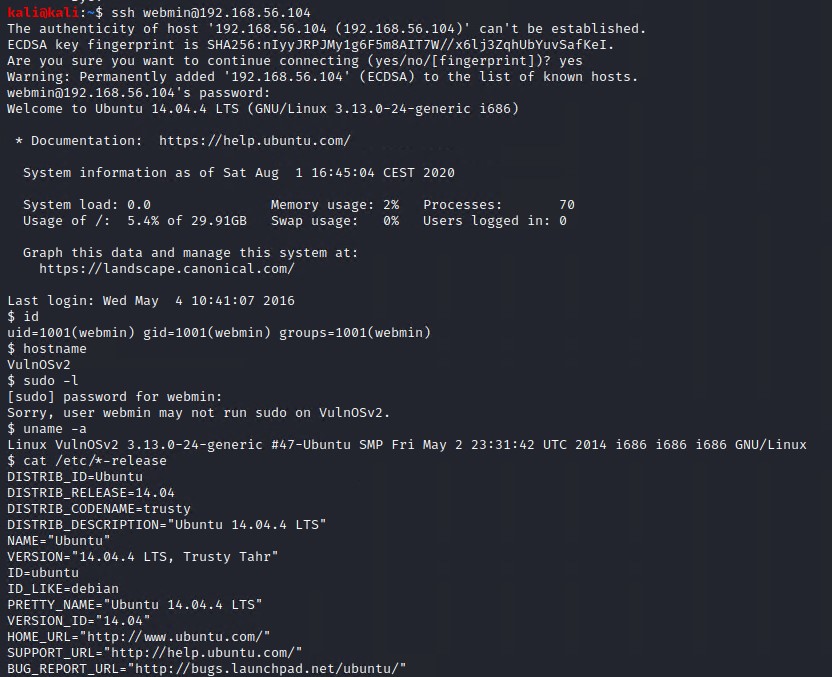 kali@kali:~$ ssh webmin@192.168.56.104
The authenticity of host '192.168.56.104 (192.168.56.104)' can't be established.
ECDSA key fingerprint is SHA256:nIyyJRPJMy1g6F5m8AIT7W//x6lj3ZqhUbYuvSafKeI.
Are you sure you want to continue connecting (yes/no/[fingerprint])? yes
Warning: Permanently added '192.168.56.104' (ECDSA) to the list of known hosts.
webmin@192.168.56.104's password:
Welcome to Ubuntu 14.04.4 LTS (GNU/Linux 3.13.0-24-generic i686)
* Documentation:  https://help.ubuntu.com/
System information as of Sat Aug  1 16:45:04 CEST 2020
System load: 0.0               Memory usage: 2%   Processes:       70
Usage of /:  5.4% of 29.91GB   Swap usage:   0%   Users logged in: 0
Graph this data and manage this system at:
https://landscape.canonical.com/
Last login: Wed May  4 10:41:07 2016
$ id
uid=1001(webmin) gid=1001(webmin) groups=1001(webmin)
$ hostname
VulnOSv2
$ sudo -l
[sudo] password for webmin:
Sorry, user webmin may not run sudo on VulnOSv2.
$ uname -a
Linux VulnOSv2 3.13.0-24-generic #47-Ubuntu SMP Fri May 2 23:31:42 UTC 2014 i686 i686 i686 GNU/Linux
$ cat /etc/*-release
DISTRIB_ID=Ubuntu
DISTRIB_RELEASE=14.04
DISTRIB_CODENAME=trusty
DISTRIB_DESCRIPTION="Ubuntu 14.04.4 LTS"
NAME="Ubuntu"
VERSION="14.04.4 LTS, Trusty Tahr"
ID=ubuntu
ID_LIKE=debian
PRETTY_NAME="Ubuntu 14.04.4 LTS"
VERSION_ID="14.04"
HOME_URL="http://www.ubuntu.com/"
SUPPORT_URL="http://help.ubuntu.com/"
BUG_REPORT_URL="http://bugs.launchpad.net/ubuntu/"